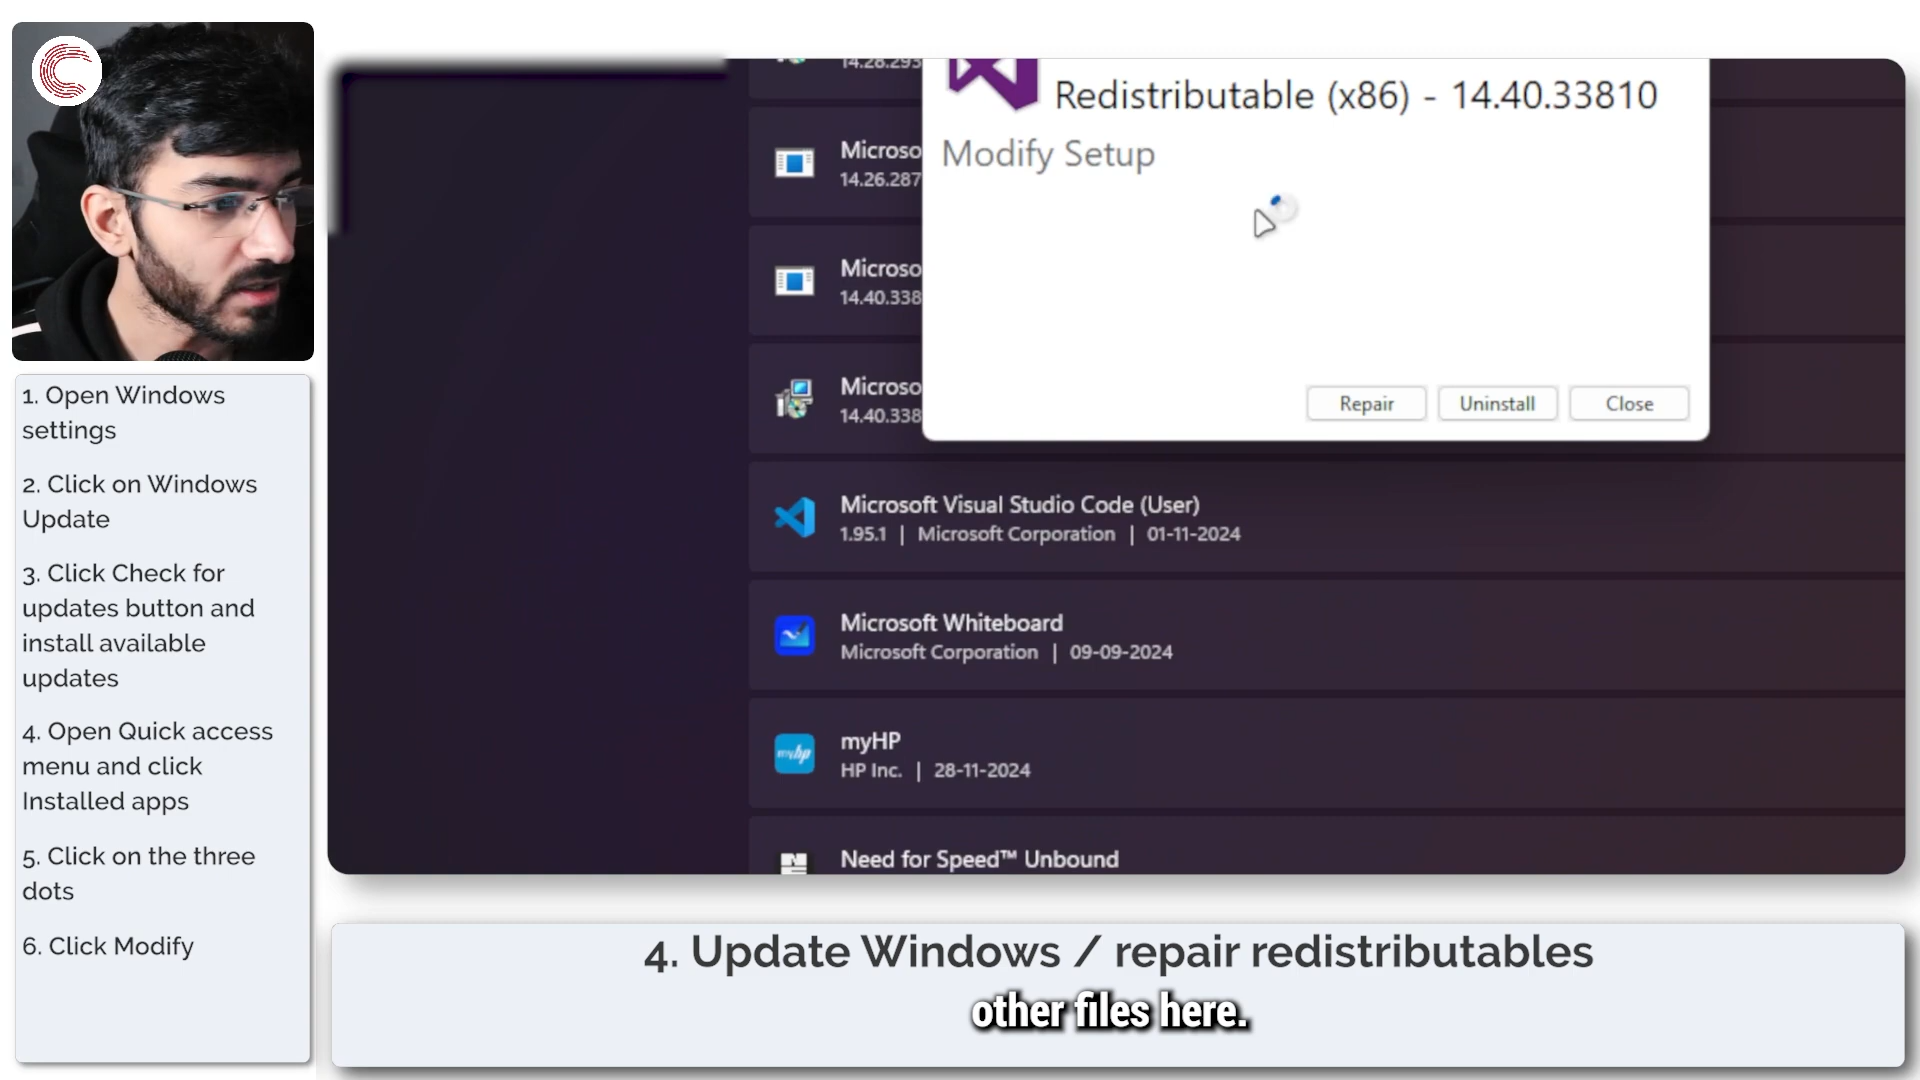 1. Open Windows
settings
2. Click on Windows
Update
3. Click Check for
updates button and
install available
updates
4. Open Quick access
menu and click
Installed apps
5. Click on the three
dots
6. Click Modify
14.28.293
Redistributable (x86) - 14.40.33810
Modify Setup
Microso
14.26.287
Microso
14.40.338
Microso
14.40.338
Repair
Uninstall
Close
Microsoft Visual Studio Code (User)
1.95.1 | Microsoft Corporation | 01-11-2024
Microsoft Whiteboard
Microsoft Corporation | 09-09-2024
myhp
myHP
HP Inc. | 28-11-2024
Need for Speed™ Unbound
4. Update Windows / repair redistributables
other files here.